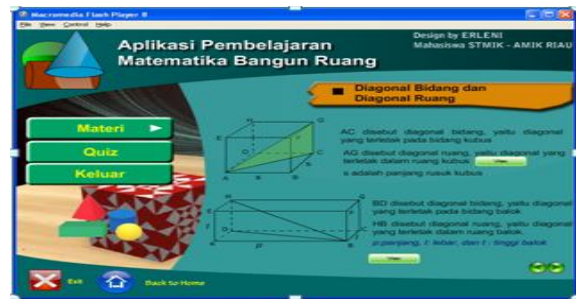 Macromedia Flash Player 8
File View Control Help
Aplikasi Pembelajaran
Matematika Bangun Ruang
Design by ERLENI
Mahasiswa STMIK - AMIK RIAU
Diagonal Bidang dan
Diagonal Ruang
Materi
Quiz
Keluar
AC disebut diagonal bidang, yaitu diagonal
yang terletak pada bidang kubus
AG disebut diagonal ruang, yaitu diagonal yang
terletak dalam ruang kubus
s adalah panjang rusuk kubus
BD disebut diagonal bidang, yaitu diagonal
yang terletak pada bidang balok.
HB disebut diagonal ruang, yaitu diagonal
yang terletak dalam ruang balok.
p:panjang, l: lebar, dan t : tinggi balok
Exit
Back to Home